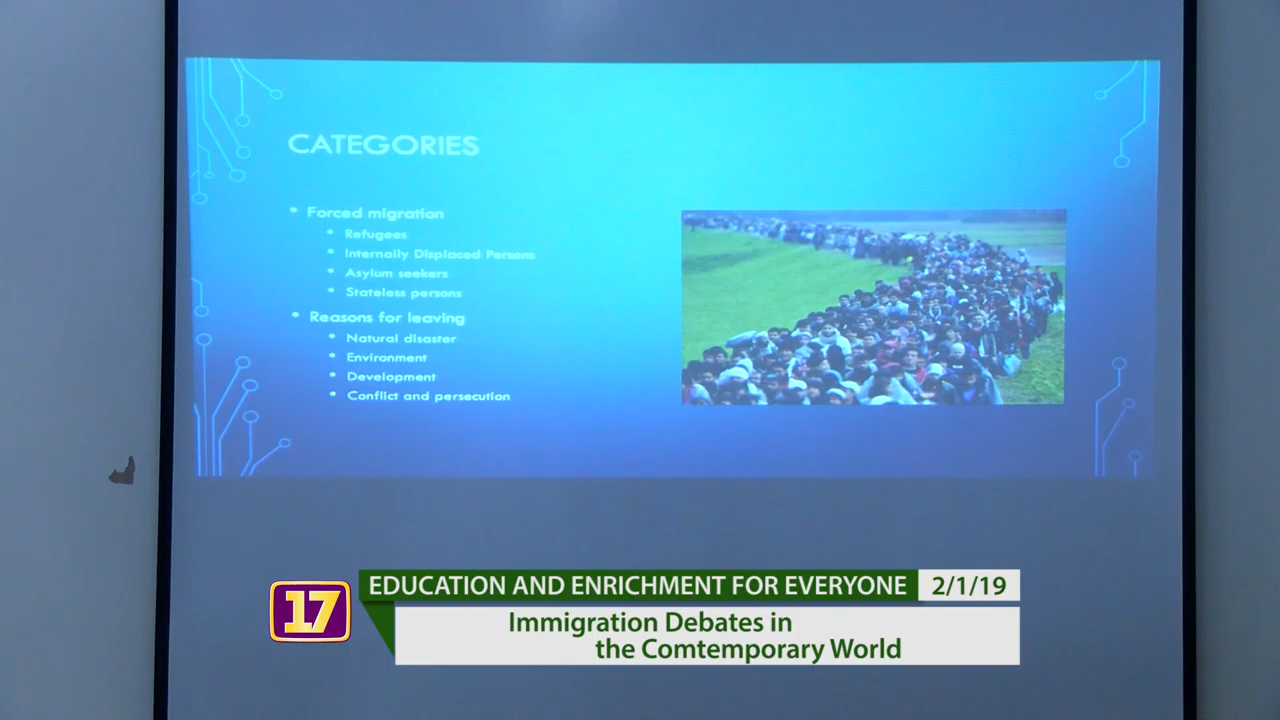 CATEGORIES
• Forced migration
• Refugees
• Internally Displaced Persons
• Asylum seekers
• Stateless persons
• Reasons for leaving
• Natural disaster
• Environment
• Development
• Conflict and persecution
17
EDUCATION AND ENRICHMENT FOR EVERYONE 2/1/19
Immigration Debates in
the Comtemporary World